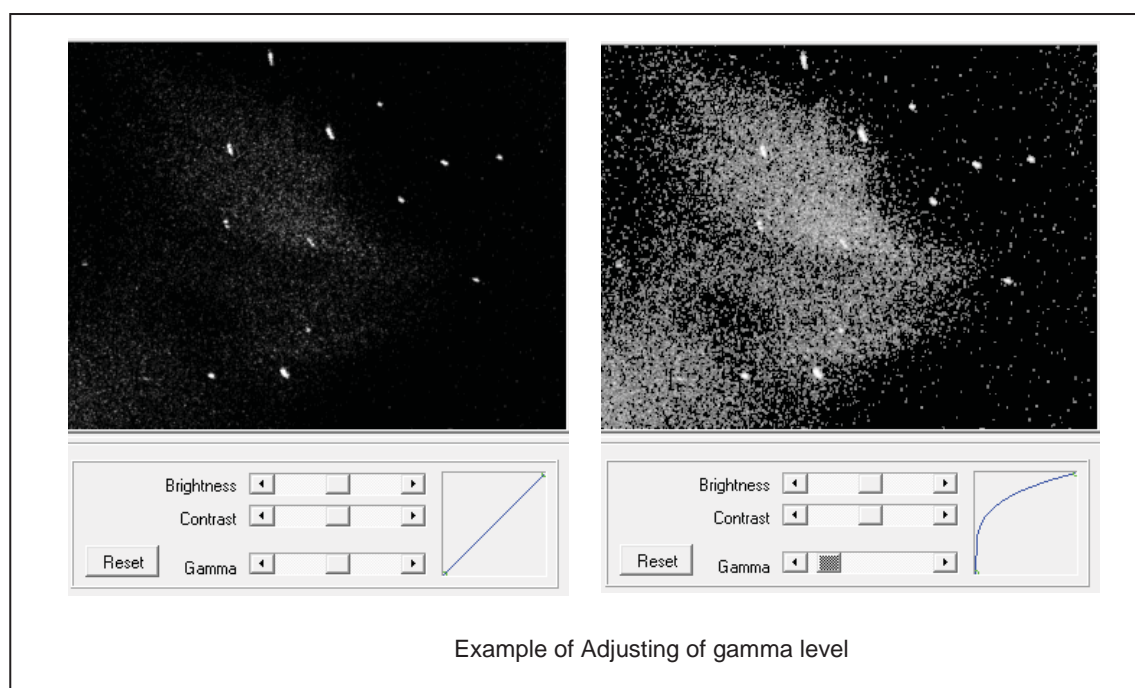 Brightness
Contrast
Reset
Gamma
Brightness
Contrast
Reset
Gamma
Example of Adjusting of gamma level